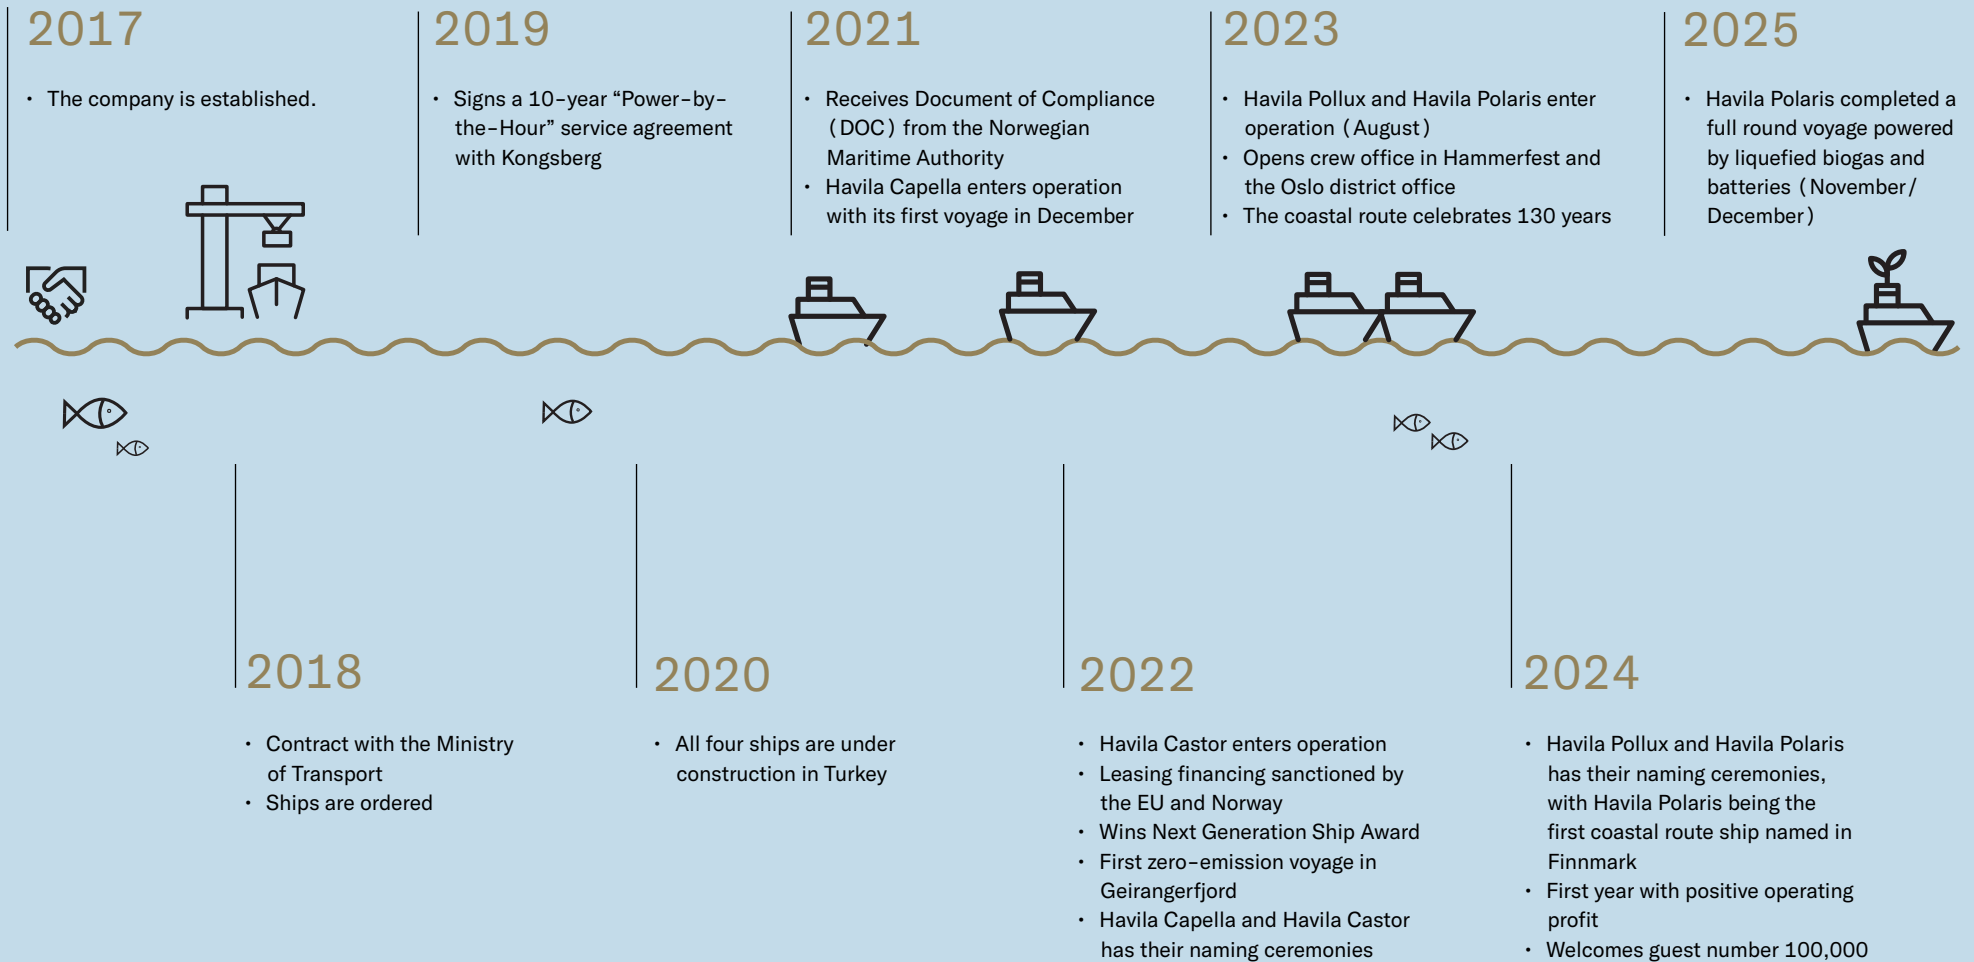 2017
• The company is established.
2019
• Signs a 10-year “Power-by-
the-Hour” service agreement
with Kongsberg
2021
• Receives Document of Compliance
(DOC) from the Norwegian
Maritime Authority
• Havila Capella enters operation
with its first voyage in December
2023
• Havila Pollux and Havila Polaris enter
operation (August)
• Opens crew office in Hammerfest and
the Oslo district office
• The coastal route celebrates 130 years
2025
• Havila Polaris completed a
full round voyage powered
by liquefied biogas and
batteries (November/
December)
2018
• Contract with the Ministry
of Transport
• Ships are ordered
2020
• All four ships are under
construction in Turkey
2022
• Havila Castor enters operation
• Leasing financing sanctioned by
the EU and Norway
• Wins Next Generation Ship Award
• First zero-emission voyage in
Geirangerfjord
• Havila Capella and Havila Castor
has their naming ceremonies
2024
• Havila Pollux and Havila Polaris
has their naming ceremonies,
with Havila Polaris being the
first coastal route ship named in
Finnmark
• First year with positive operating
profit
• Welcomes guest number 100,000